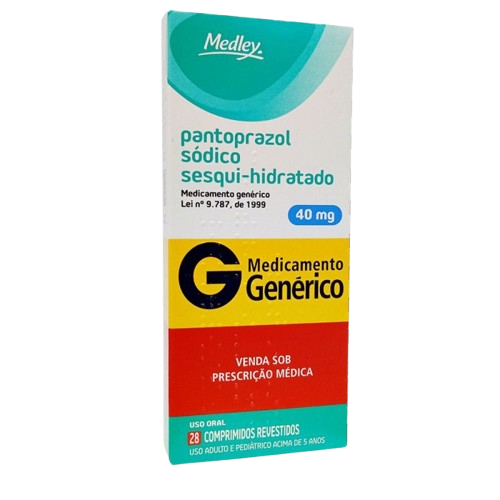 Medley.
pantoprazol
sódico
sesqui-hidratado
Medicamento genérico
Lei nº 9.787, de 1999
40 mg
G Medicamento
Genérico
VENDA SOB
PRESCRIÇÃO MÉDICA
USO ORAL
28 COMPRIMIDOS REVESTIDOS
USO ADULTO E PEDIÁTRICO ACIMA DE 5 ANOS